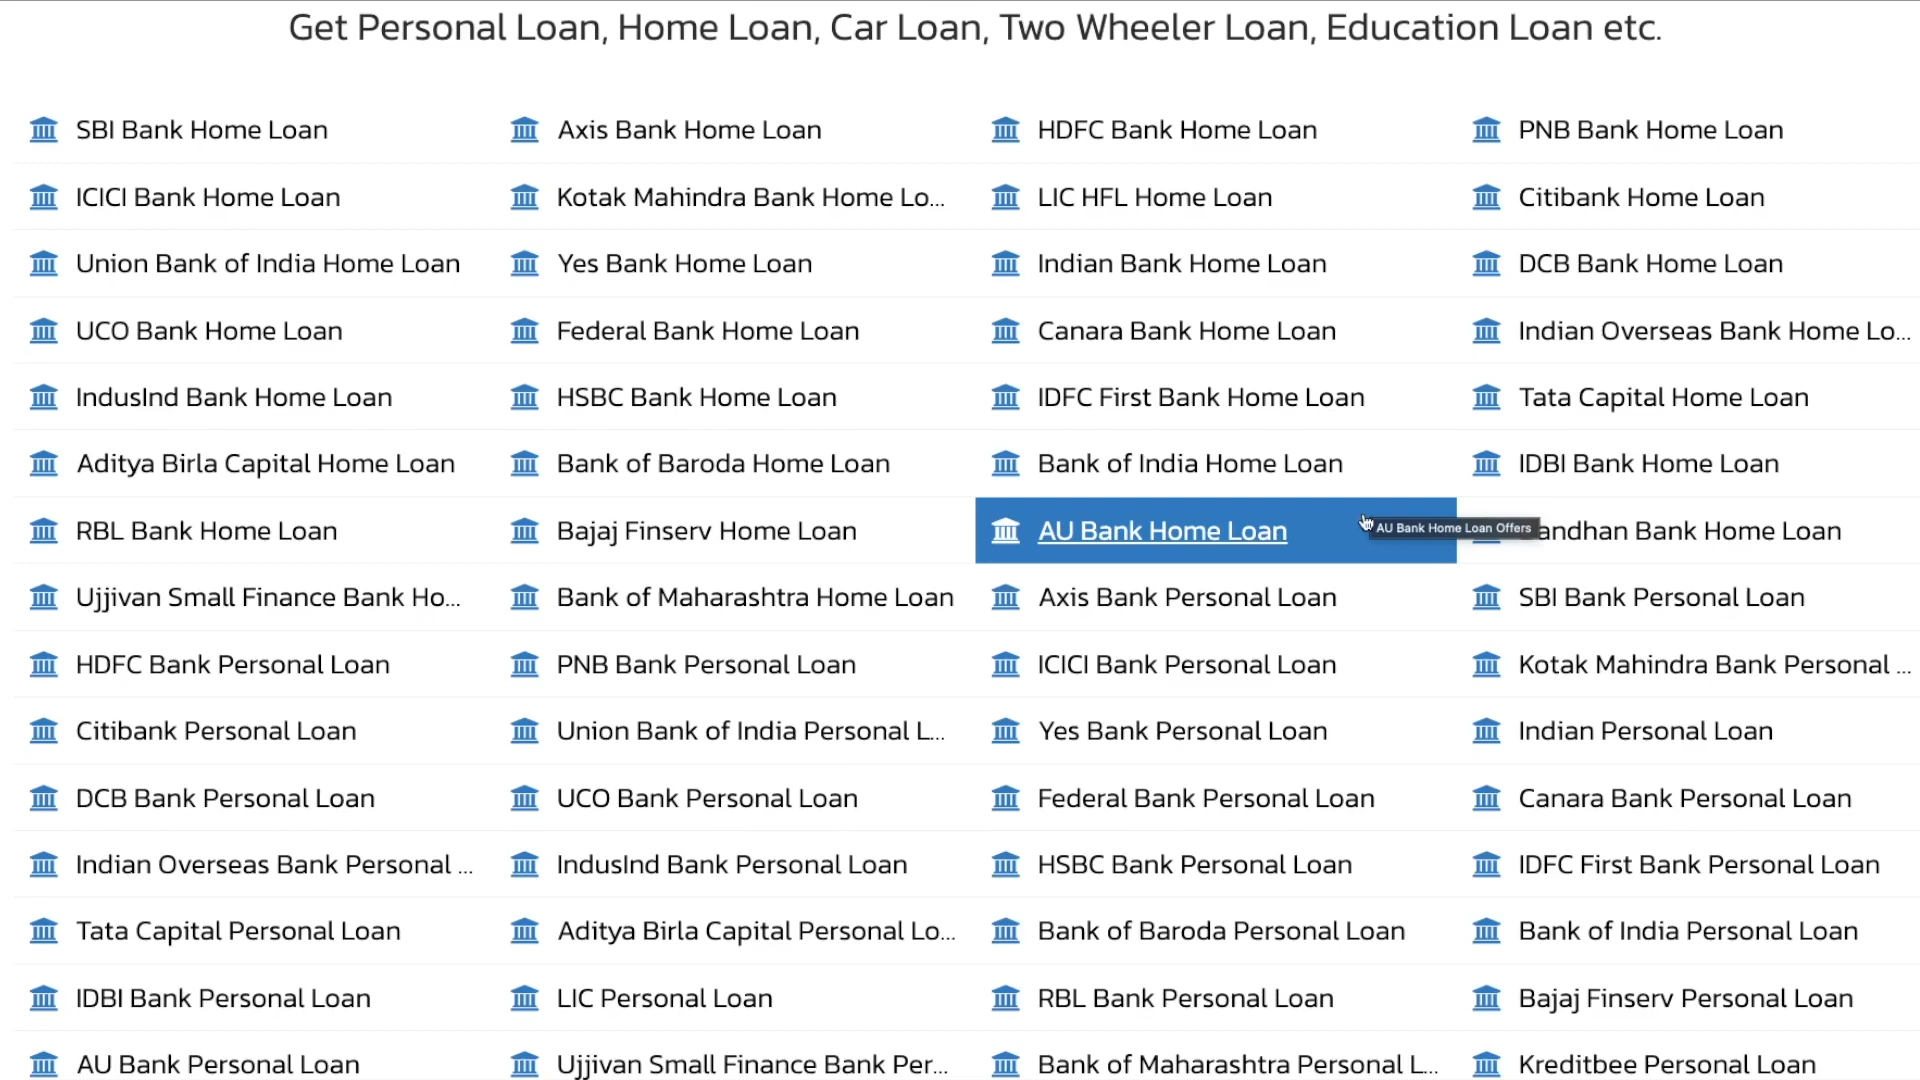 Get Personal Loan, Home Loan, Car Loan, Two Wheeler Loan, Education Loan etc.
SBI Bank Home Loan
Axis Bank Home Loan
HDFC Bank Home Loan
PNB Bank Home Loan
ICICI Bank Home Loan
Kotak Mahindra Bank Home Lo...
LIC HFL Home Loan
Citibank Home Loan
Union Bank of India Home Loan
Yes Bank Home Loan
Indian Bank Home Loan
DCB Bank Home Loan
UCO Bank Home Loan
Federal Bank Home Loan
Canara Bank Home Loan
Indian Overseas Bank Home Lo...
IndusInd Bank Home Loan
HSBC Bank Home Loan
IDFC First Bank Home Loan
Tata Capital Home Loan
Aditya Birla Capital Home Loan
Bank of Baroda Home Loan
Bank of India Home Loan
IDBI Bank Home Loan
RBL Bank Home Loan
Bajaj Finserv Home Loan
AU Bank Home Loan
AU Bank Home Loan Offers
andhan Bank Home Loan
Ujjivan Small Finance Bank Ho...
Bank of Maharashtra Home Loan
Axis Bank Personal Loan
SBI Bank Personal Loan
HDFC Bank Personal Loan
PNB Bank Personal Loan
ICICI Bank Personal Loan
Kotak Mahindra Bank Personal ...
Citibank Personal Loan
Union Bank of India Personal L...
Yes Bank Personal Loan
Indian Personal Loan
DCB Bank Personal Loan
UCO Bank Personal Loan
Federal Bank Personal Loan
Canara Bank Personal Loan
Indian Overseas Bank Personal ...
IndusInd Bank Personal Loan
HSBC Bank Personal Loan
IDFC First Bank Personal Loan
Tata Capital Personal Loan
Aditya Birla Capital Personal Lo...
Bank of Baroda Personal Loan
Bank of India Personal Loan
IDBI Bank Personal Loan
LIC Personal Loan
RBL Bank Personal Loan
Bajaj Finserv Personal Loan
AU Bank Personal Loan
Ujjivan Small Finance Bank Per...
Bank of Maharashtra Personal L...
Kreditbee Personal Loan